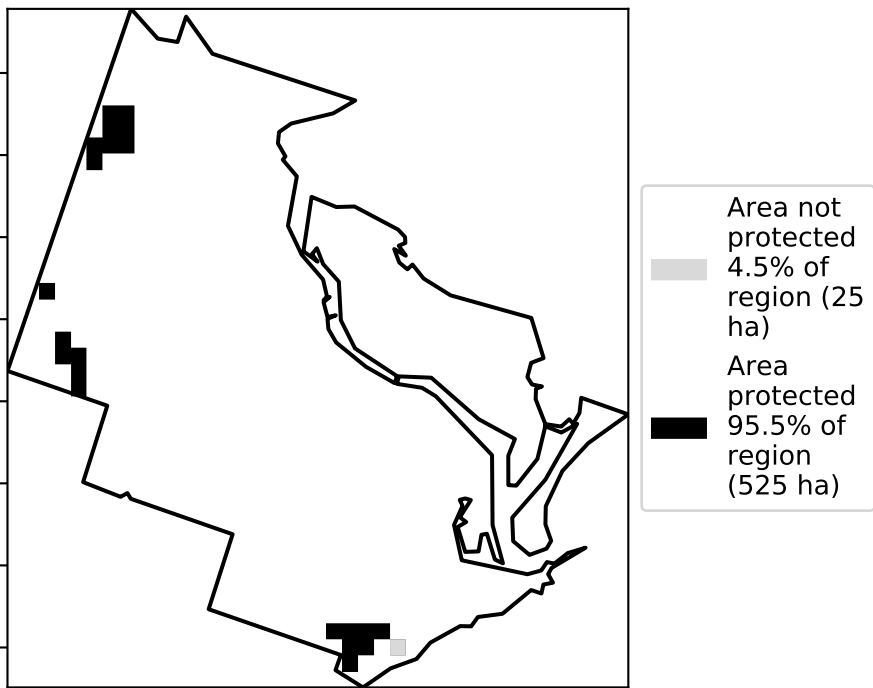 Area not
protected
4.5% of
region (25
ha)
Area
protected
95.5% of
region
(525 ha)